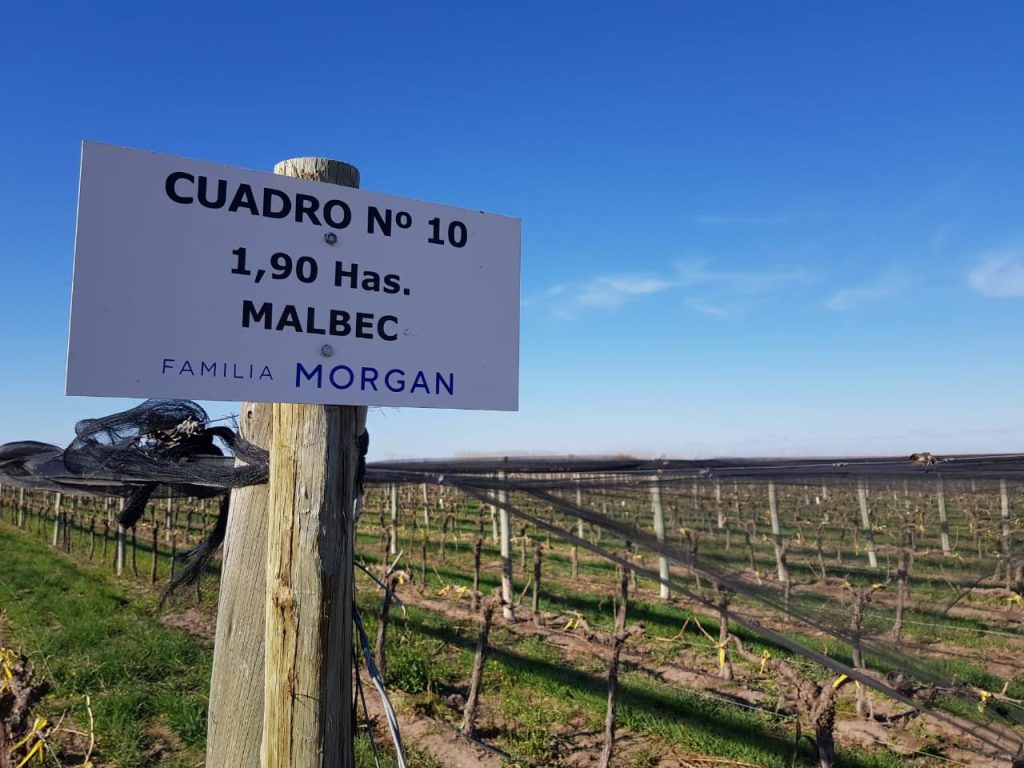 CUADRO Nº 10
1,90 Has.
MALBEC
FAMILIA MORGAN